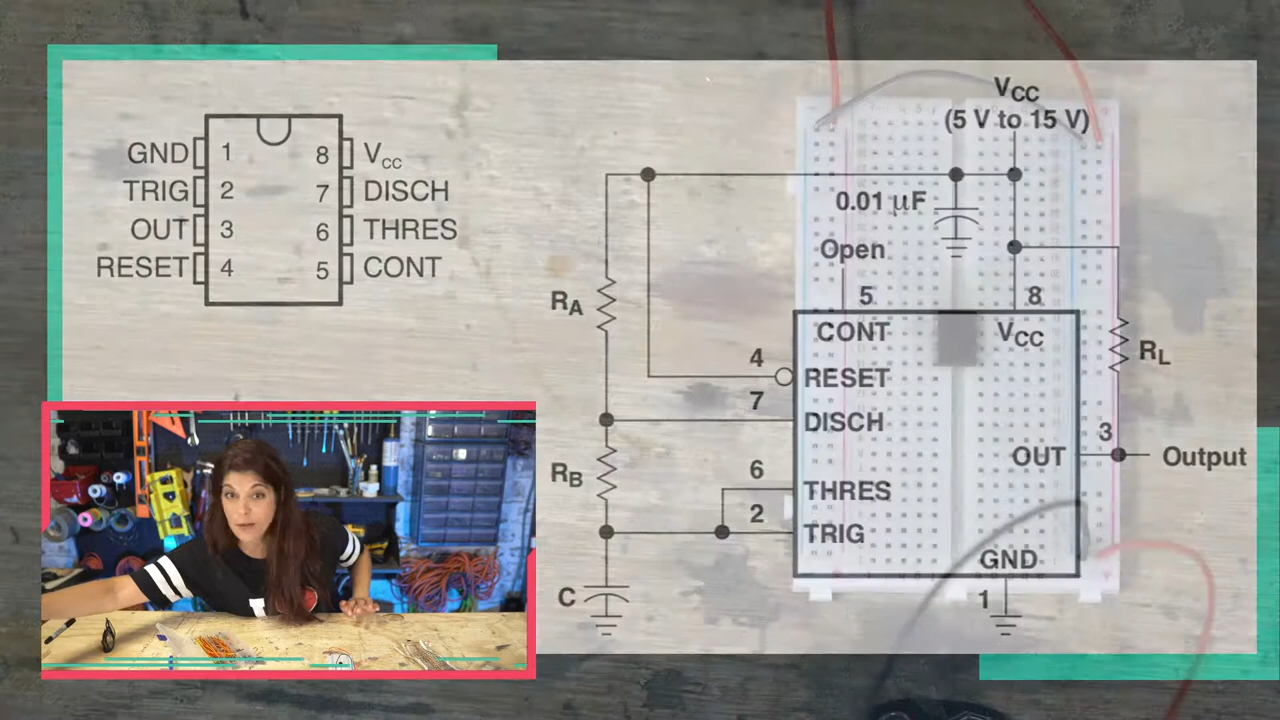 GND 1 8 VCC
TRIG 2 7 DISCH
OUT 3 6 THRES
RESET 4 5 CONT
VCC
(5 V to 15 V)
0.01 μF
Open
5 8
RA
CONT VCC
RL
4
RESET
7
DISCH
3
OUT Output
RB
6
THRES
2
TRIG
GND
C
1